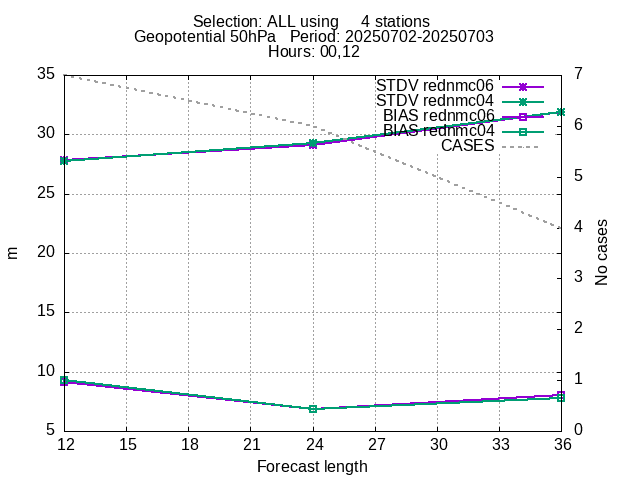 Selection: ALL using     4 stations
Geopotential 50hPa   Period: 20250702-20250703
Hours: 00,12
STDV rednmc06
STDV rednmc04
BIAS rednmc06
BIAS rednmc04
CASES
35
30
25
20
15
10
5
m
7
6
5
4
3
2
1
0
No cases
12 15 18 21 24 27 30 33 36
Forecast length